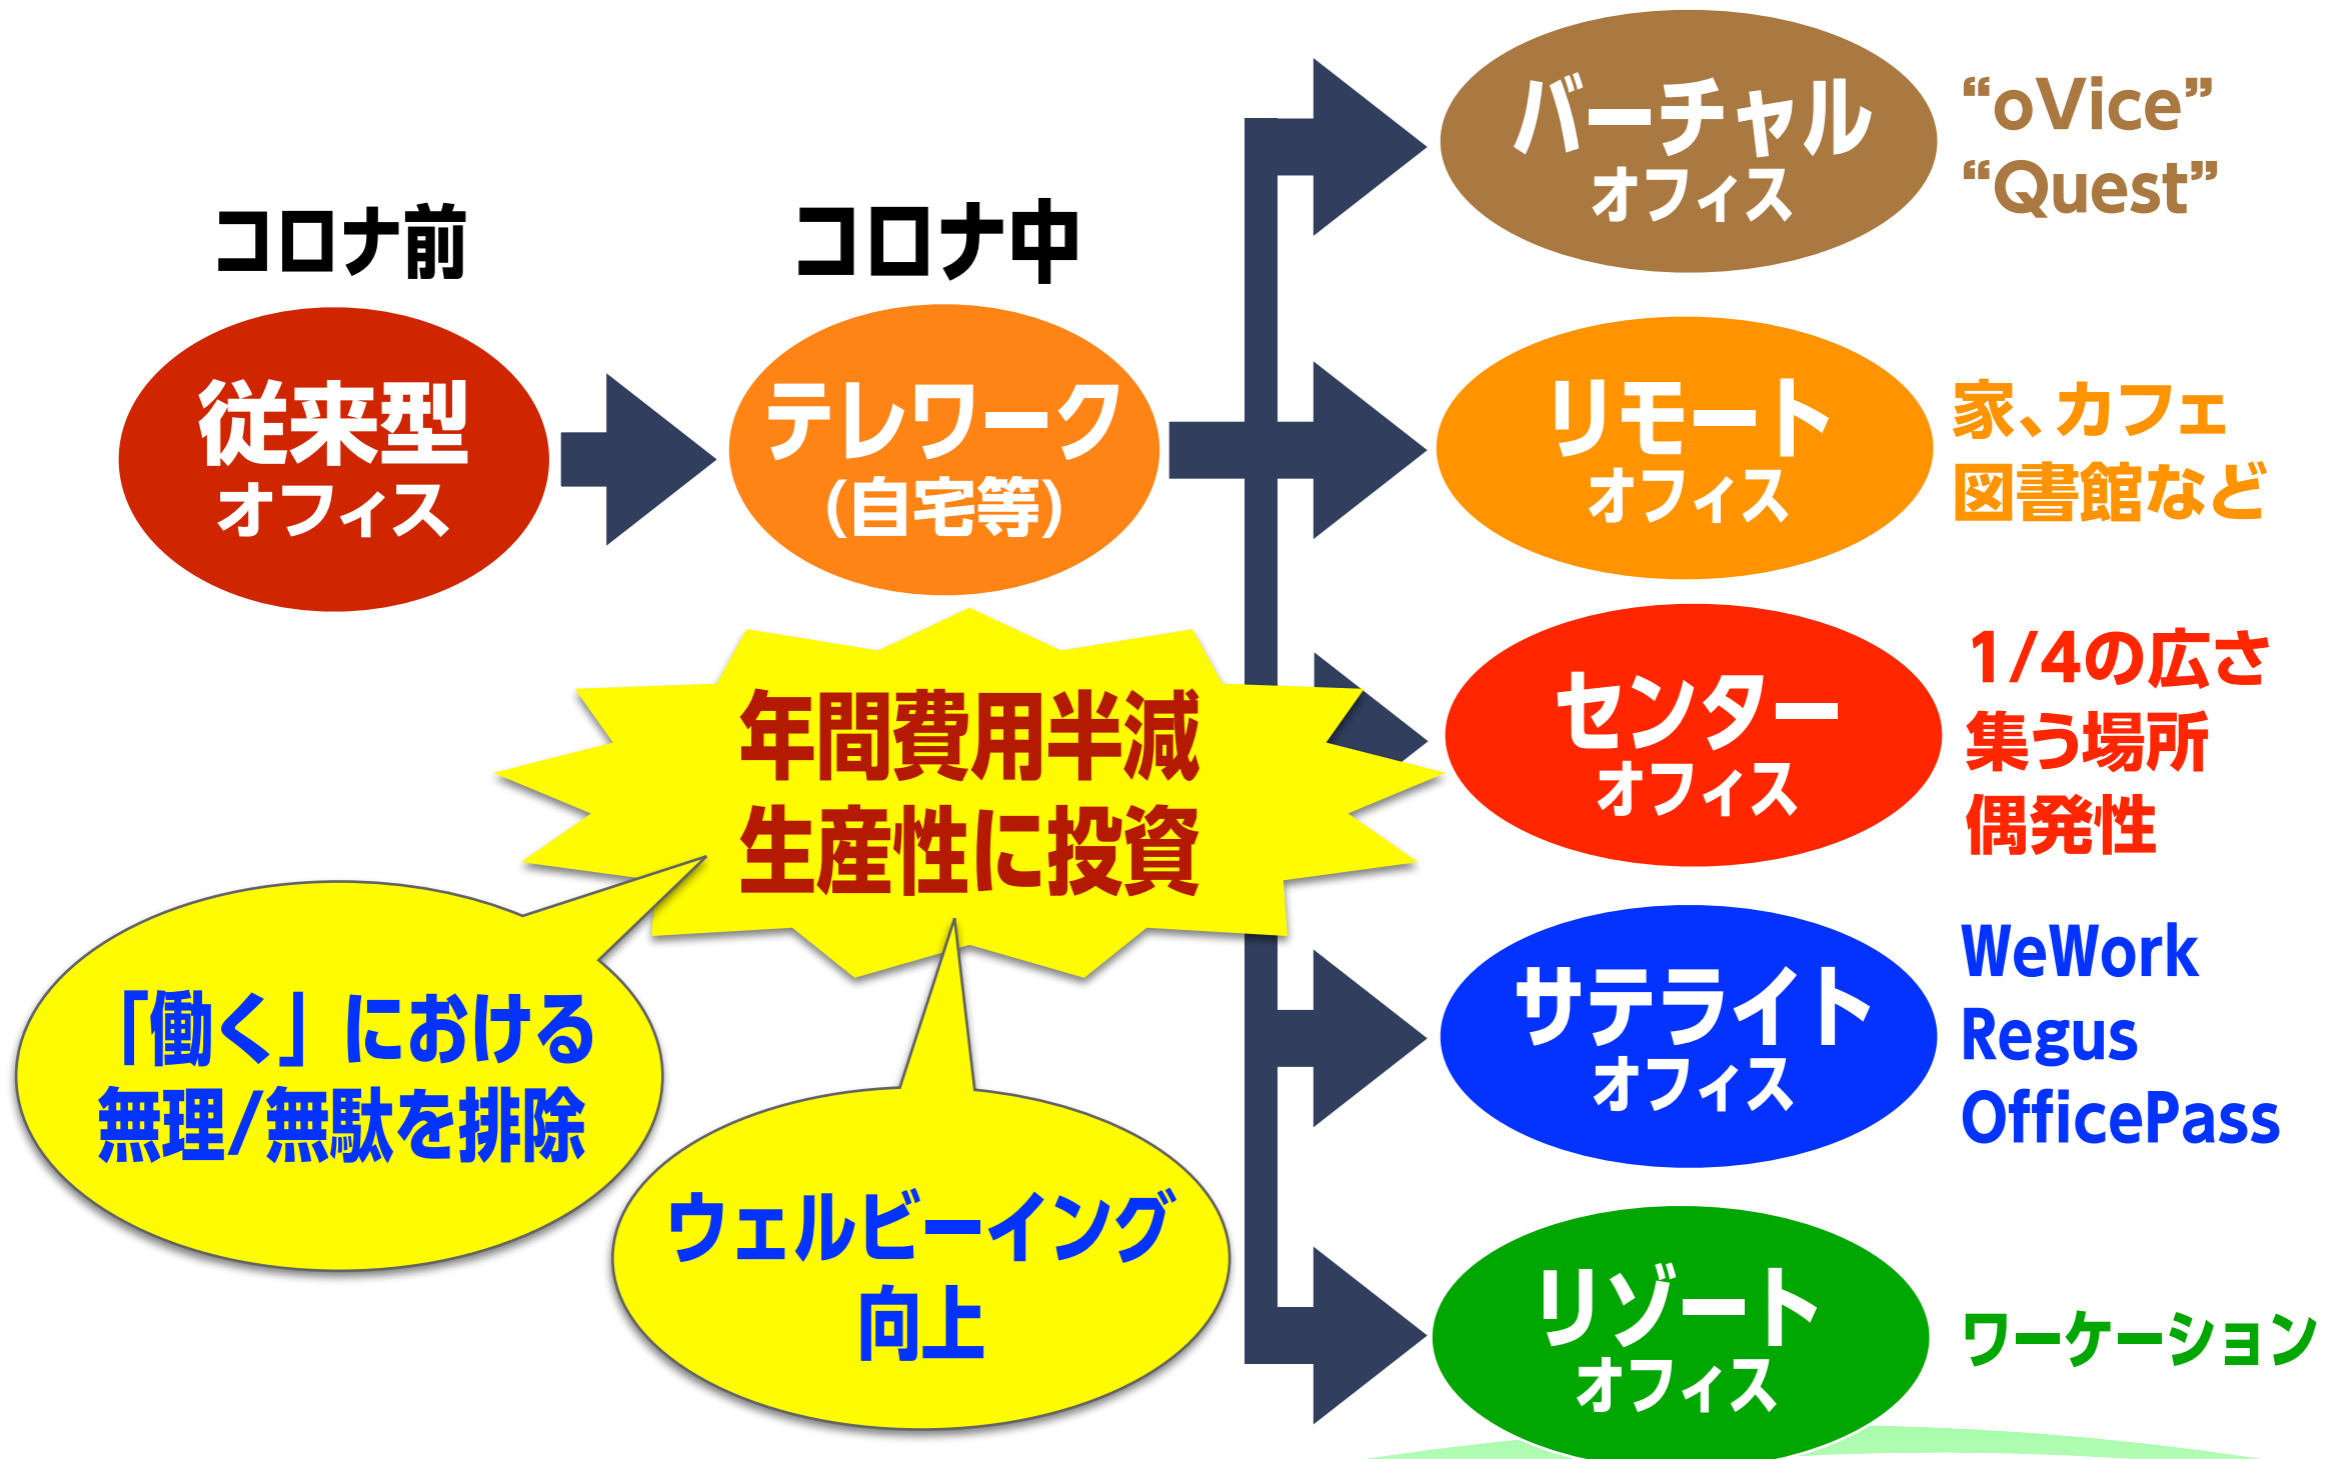 コロナ前
従来型
オフィス
コロナ中
テレワーク
(自宅等)
年間費用半減
生産性に投資
「働く」における
無理/無駄を排除
ウェルビーイング
向上
バーチャル
オフィス
“oVice”
“Quest”
リモート
オフィス
家、カフェ
図書館など
センター
オフィス
1/4の広さ
集う場所
偶発性
サテライト
オフィス
WeWork
Regus
OfficePass
リゾート
オフィス
ワーケーション